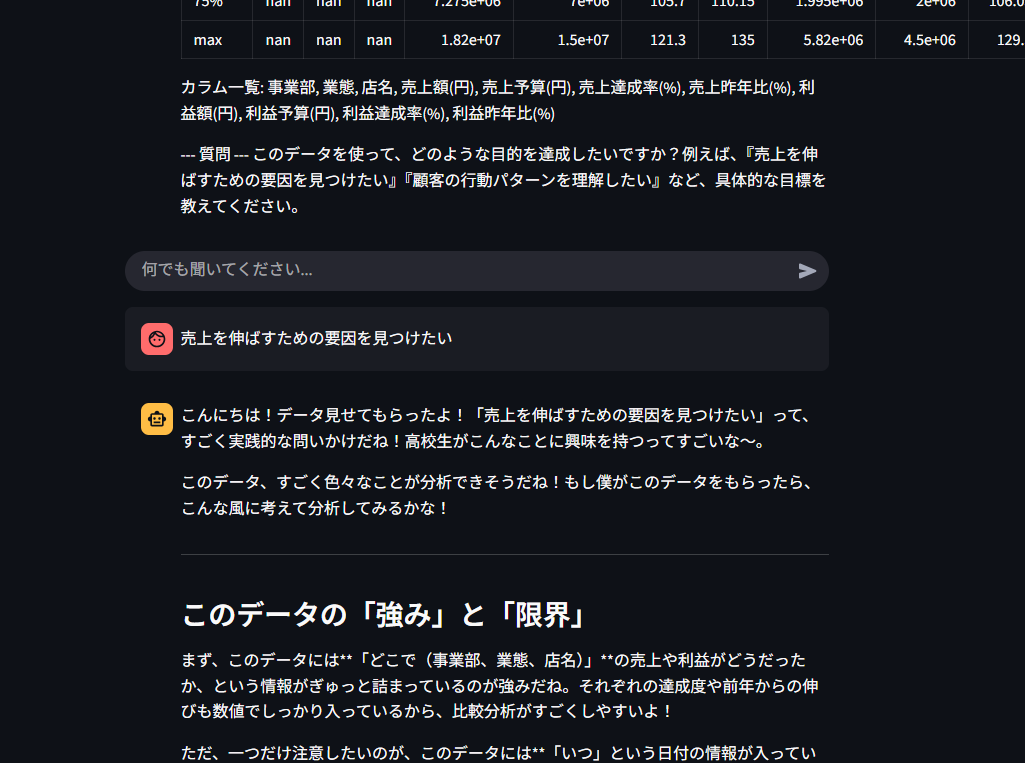 75% nan nan nan 7.275e+06 7e+06 105.7 110.15 1.995e+06 2e+06 106.0
max nan nan nan 1.82e+07 1.5e+07 121.3 135 5.82e+06 4.5e+06 129.
カラム一覧: 事業部, 業態, 店名, 売上額(円), 売上予算(円), 売上達成率(%), 売上昨年比(%), 利
益額(円), 利益予算(円), 利益達成率(%), 利益昨年比(%)
--- 質問 --- このデータを使って、どのような目的を達成したいですか？例えば、『売上を伸
ばすための要因を見つけたい』『顧客の行動パターンを理解したい』など、具体的な目標を
教えてください。
何でも聞いてください...
売上を伸ばすための要因を見つけたい
こんにちは！データ見せてもらったよ！「売上を伸ばすための要因を見つけたい」って、
すごく実践的な問いかけだね！高校生がこんなことに興味を持つってすごいな〜。
このデータ、すごく色々なことが分析できそうだね！もし僕がこのデータをもらったら、
こんな風に考えて分析してみるかな！
このデータの「強み」と「限界」
まず、このデータには**「どこで（事業部、業態、店名）」**の売上や利益がどうだった
か、という情報がぎゅっと詰まっているのが強みだね。それぞれの達成度や前年からの伸
びも数値でしっかり入っているから、比較分析がすごくしやすいよ！
ただ、一つだけ注意したいのが、このデータには**「いつ」という日付の情報が入ってい